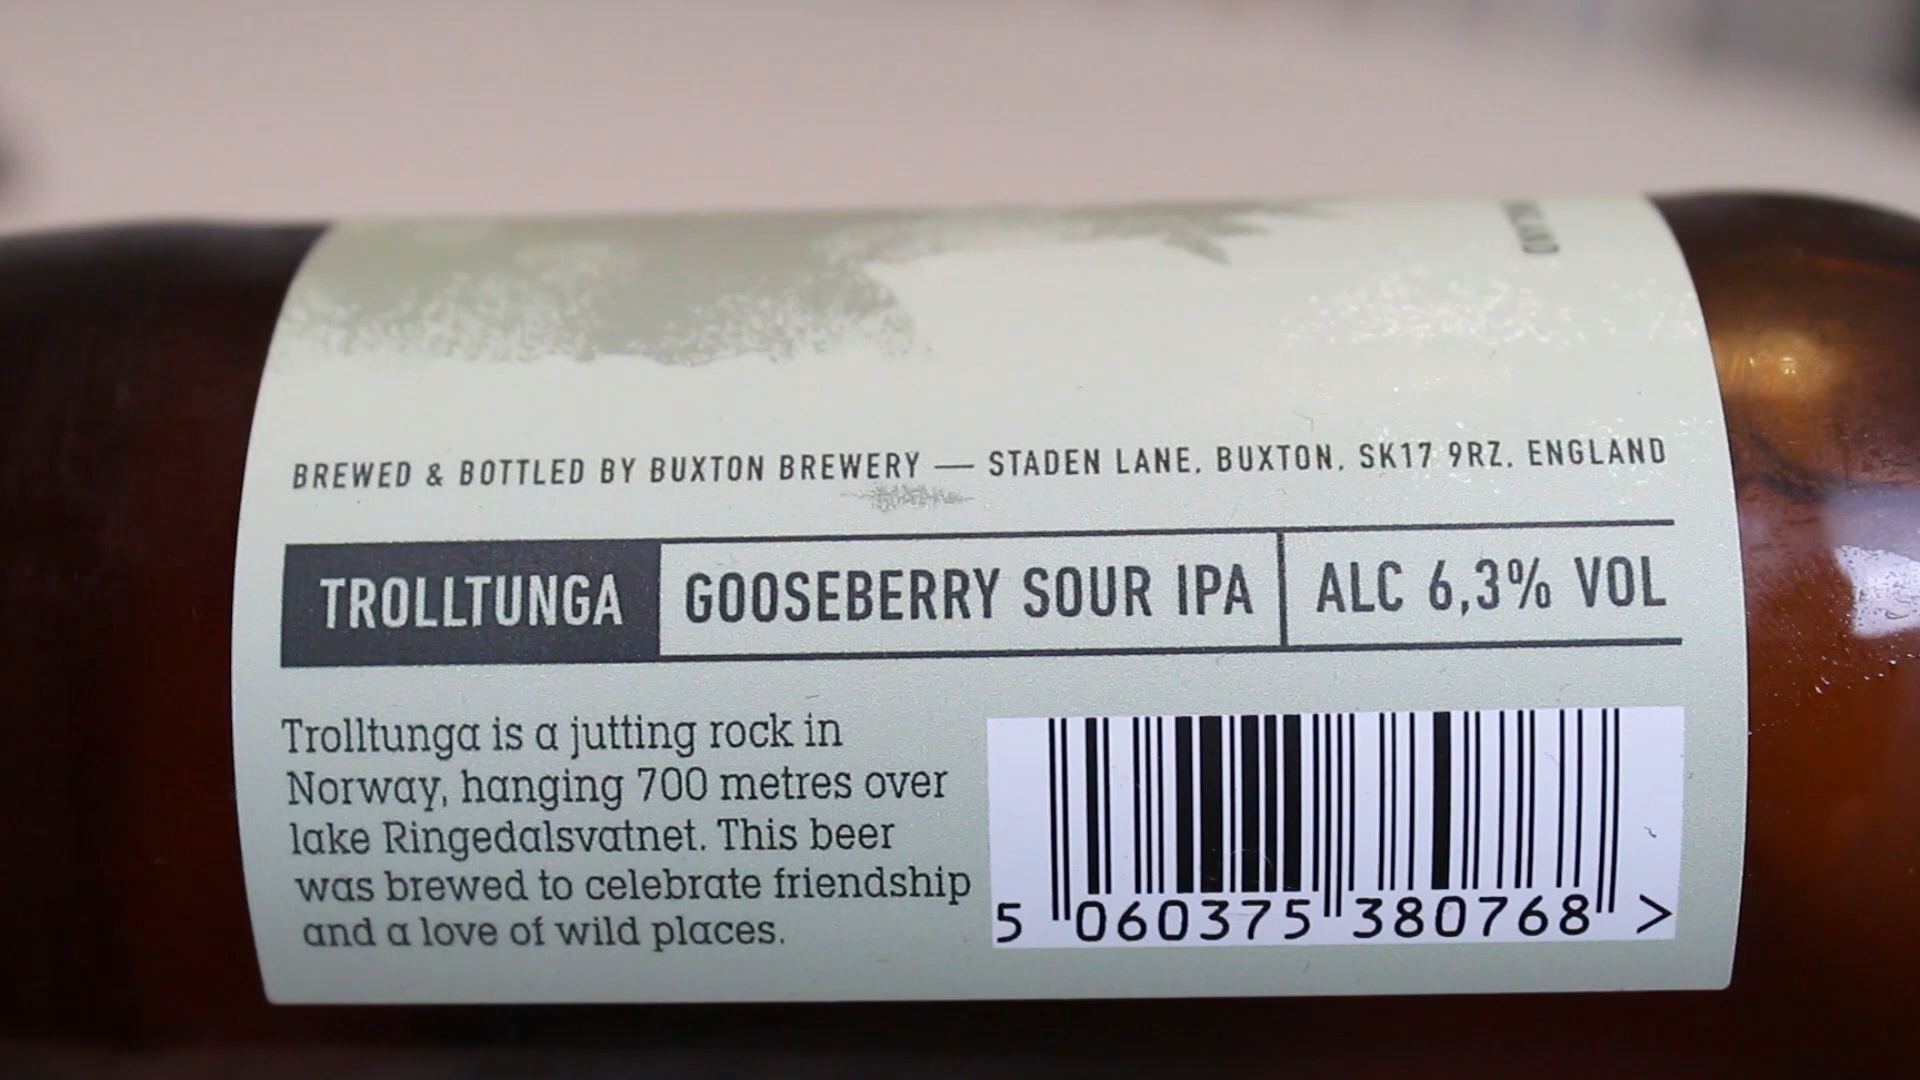 BREWED & BOTTLED BY BUXTON BREWERY — STADEN LANE, BUXTON, SK17 9RZ, ENGLAND
TROLLTUNGA GOOSEBERRY SOUR IPA ALC 6,3% VOL
Trolltunga is a jutting rock in
Norway, hanging 700 metres over
lake Ringedalsvatnet. This beer
was brewed to celebrate friendship
and a love of wild places.
5 060375 380768 >